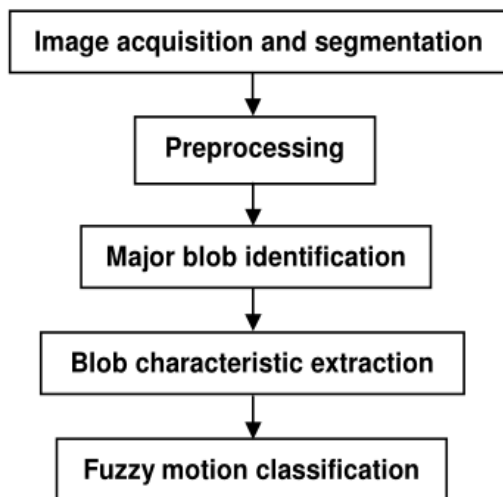 Image acquisition and segmentation
Preprocessing
Major blob identification
Blob characteristic extraction
Fuzzy motion classification